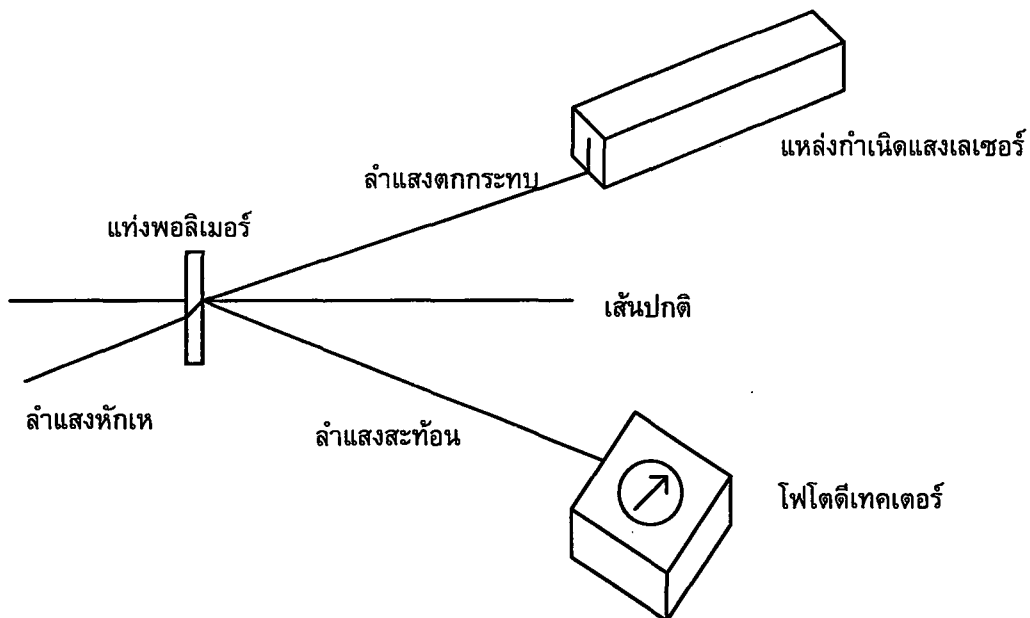 แหล่งกำเนิดแสงเลเซอร์
ลำแสงตกกระทบ
แท่งพอลิเมอร์
เส้นปกติ
ลำแสงหักเห
ลำแสงสะท้อน
โฟโตดีเทคเตอร์